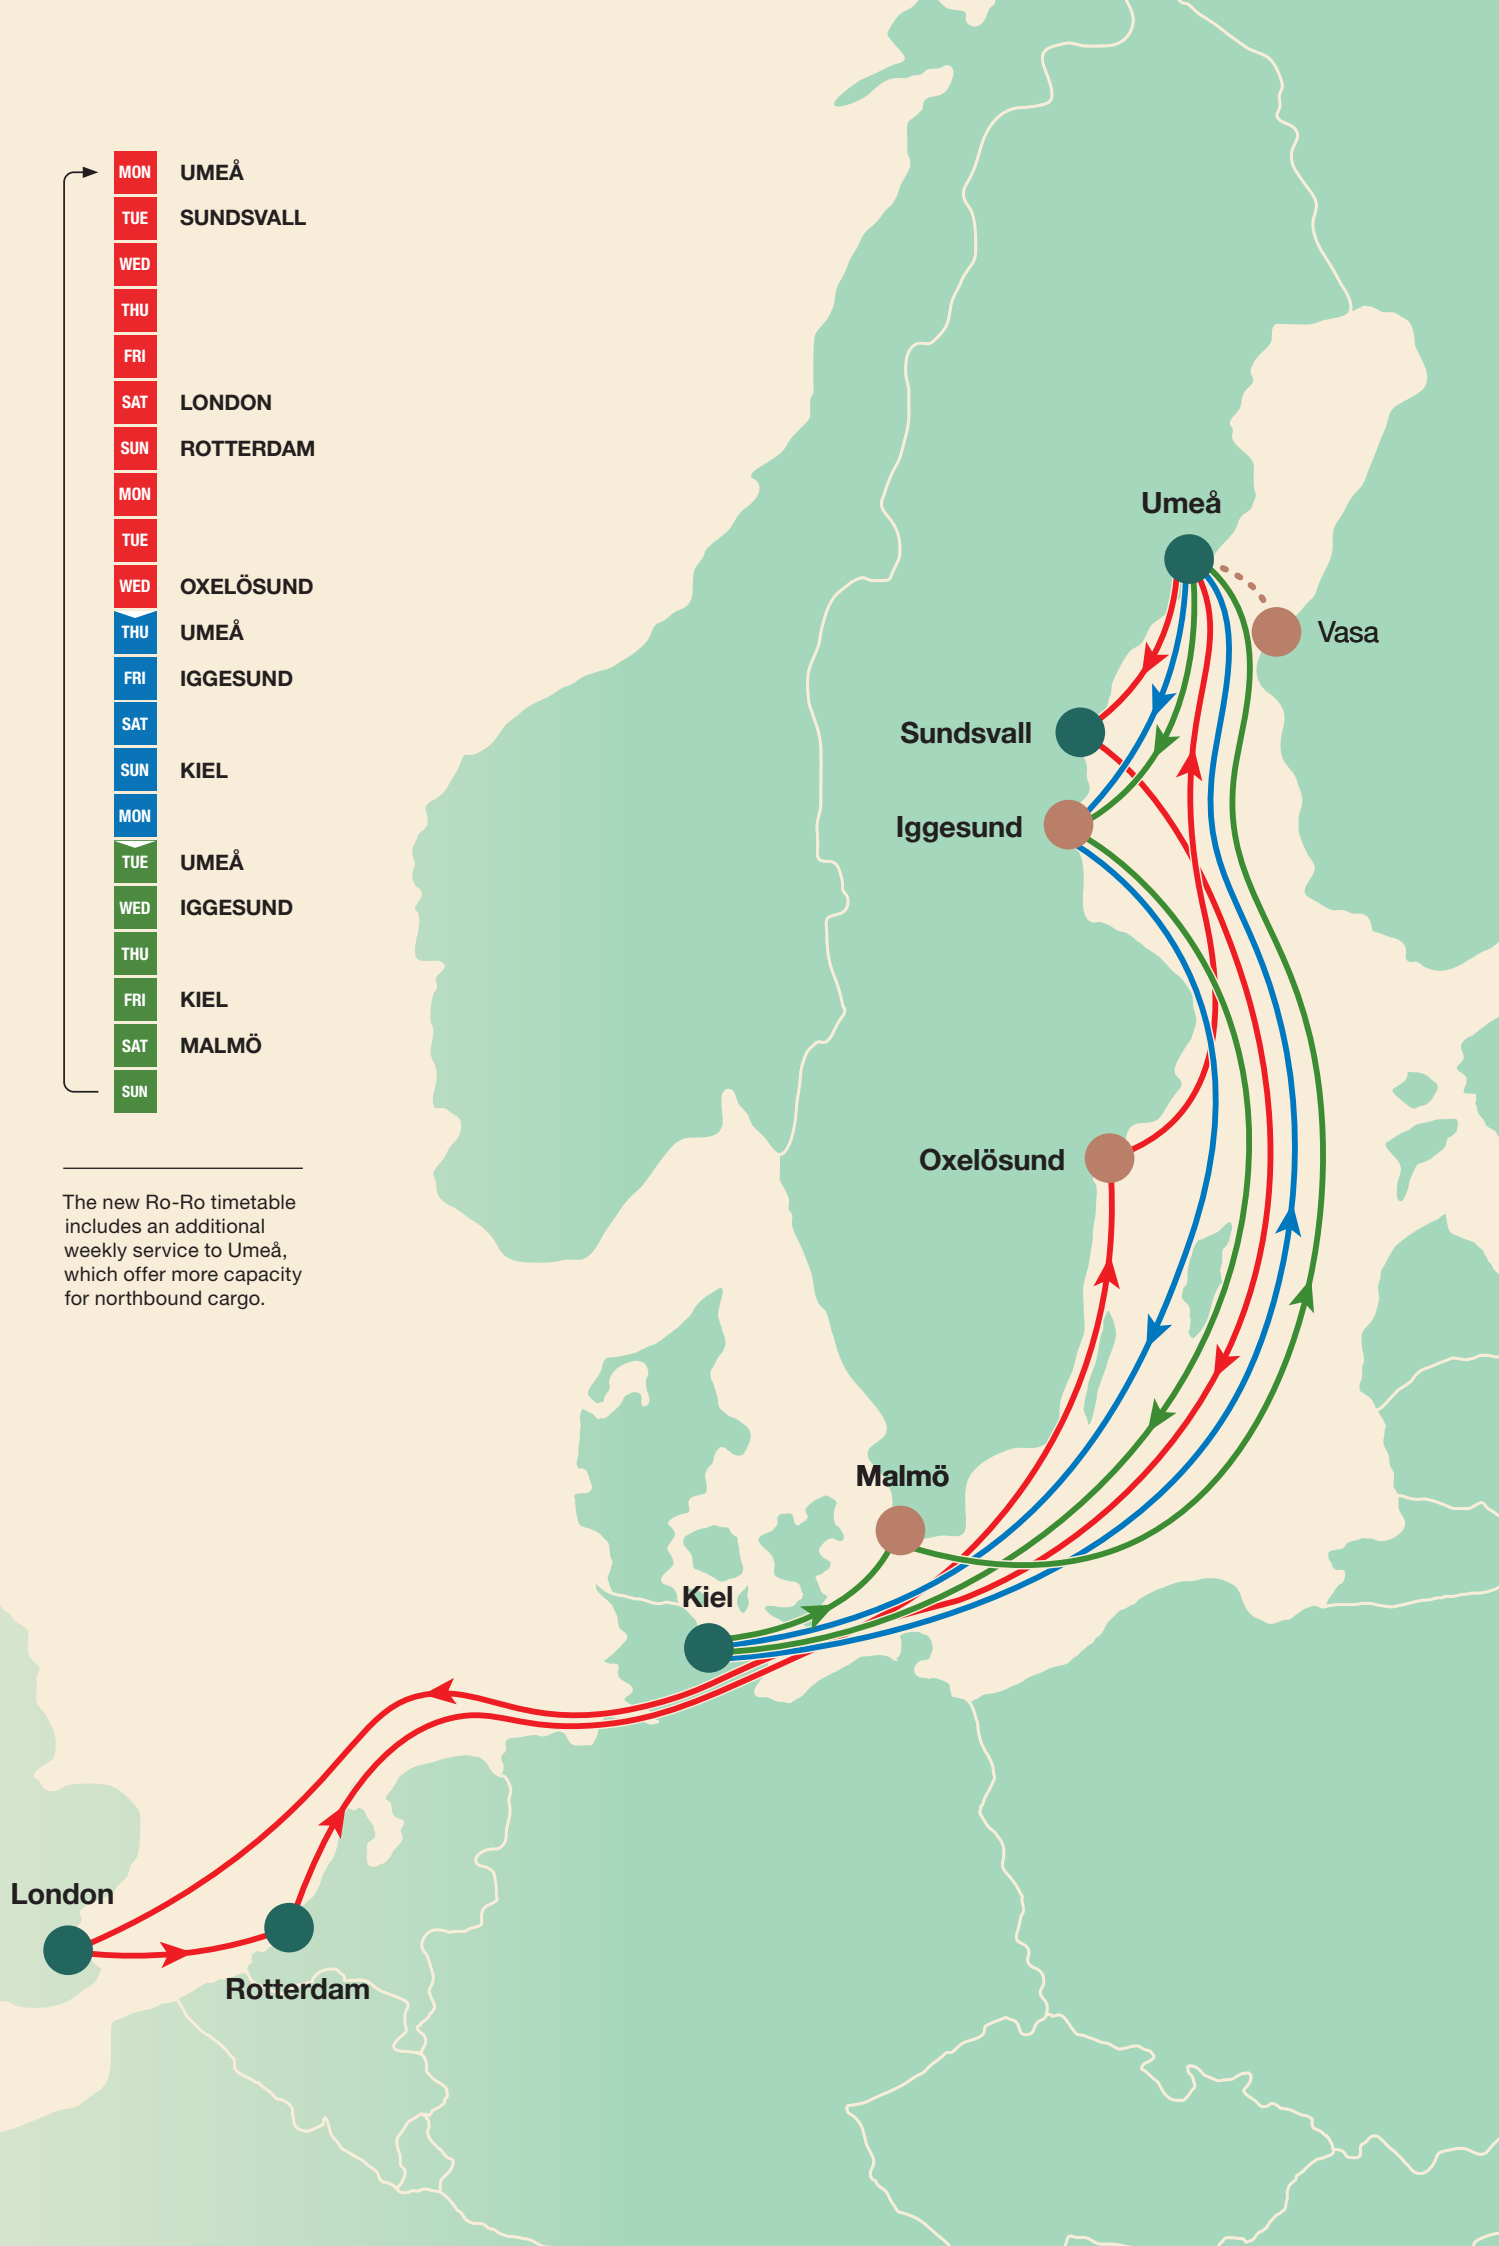 MON UMEÅ
TUE SUNDSVALL
WED
THU
FRI
SAT LONDON
SUN ROTTERDAM
MON
TUE
WED OXELÖSUND
THU UMEÅ
FRI IGGESUND
SAT
SUN KIEL
MON
TUE UMEÅ
WED IGGESUND
THU
FRI KIEL
SAT MALMÖ
SUN
The new Ro-Ro timetable
includes an additional
weekly service to Umeå,
which offer more capacity
for northbound cargo.
Umeå
Vasa
Sundsvall
Iggesund
Oxelösund
Malmö
Kiel
London
Rotterdam